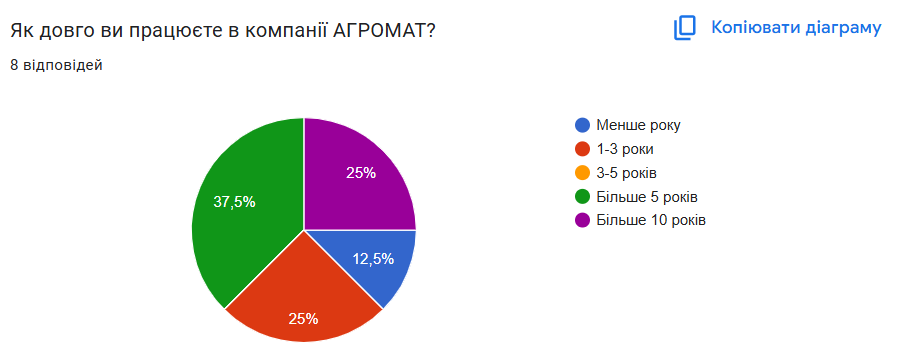 Як довго ви працюєте в компанії АГРОМАТ?
Копіювати діаграму
8 відповідей
Менше року
1-3 роки
3-5 років
Більше 5 років
Більше 10 років
25%
37,5%
12,5%
25%